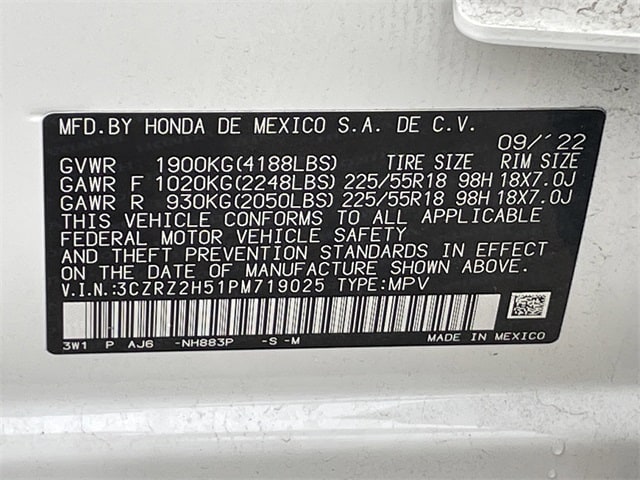 MFD.BY HONDA DE MEXICO S.A. DE C.V.
09/´22
GVWR 1900KG(4188LBS) TIRE SIZE RIM SIZE
GAWR F 1020KG(2248LBS) 225/55R18 98H 18X7.0J
GAWR R 930KG(2050LBS) 225/55R18 98H 18X7.0J
THIS VEHICLE CONFORMS TO ALL APPLICABLE
FEDERAL MOTOR VEHICLE SAFETY
AND THEFT PREVENTION STANDARDS IN EFFECT
ON THE DATE OF MANUFACTURE SHOWN ABOVE.
V.I.N.:3CZRZ2H51PM719025 TYPE:MPV
3W1 P AJ6 -NH883P -S -M MADE IN MEXICO